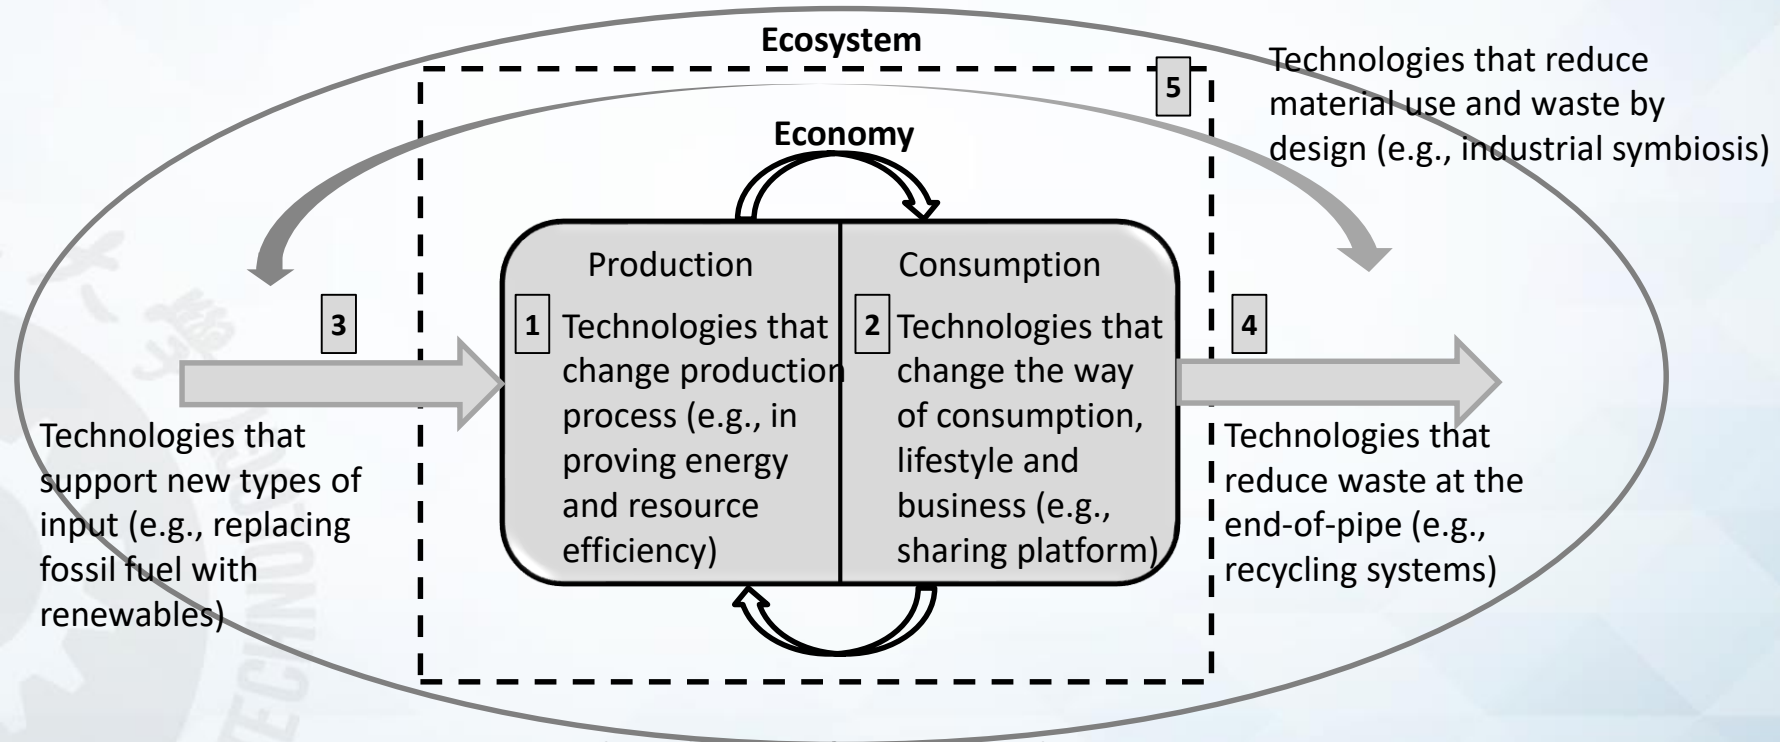 Ecosystem
5
Technologies that reduce
material use and waste by
design (e.g., industrial symbiosis)
Economy
Production
1
Technologies that
change production
process (e.g., in
proving energy
and resource
efficiency)
Consumption
2
Technologies that
change the way
of consumption,
lifestyle and
business (e.g.,
sharing platform)
3
Technologies that
support new types of
input (e.g., replacing
fossil fuel with
renewables)
4
Technologies that
reduce waste at the
end-of-pipe (e.g.,
recycling systems)
大學